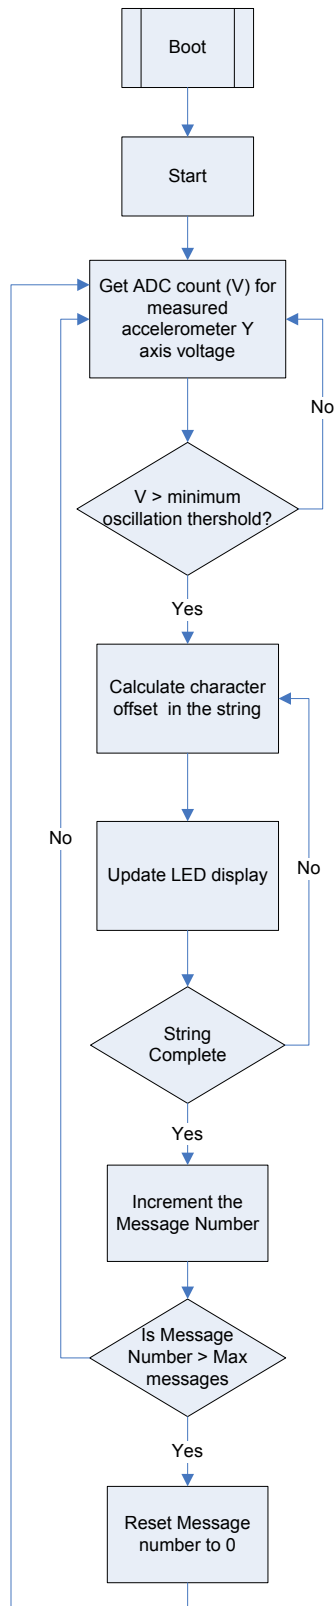 Boot
Start
Get ADC count (V) for
measured
accelerometer Y
axis voltage
No
V > minimum
oscillation thershold?
Yes
Calculate character
offset in the string
No
Update LED display
No
String
Complete
Yes
Increment the
Message Number
Is Message
Number > Max
messages
Yes
Reset Message
number to 0